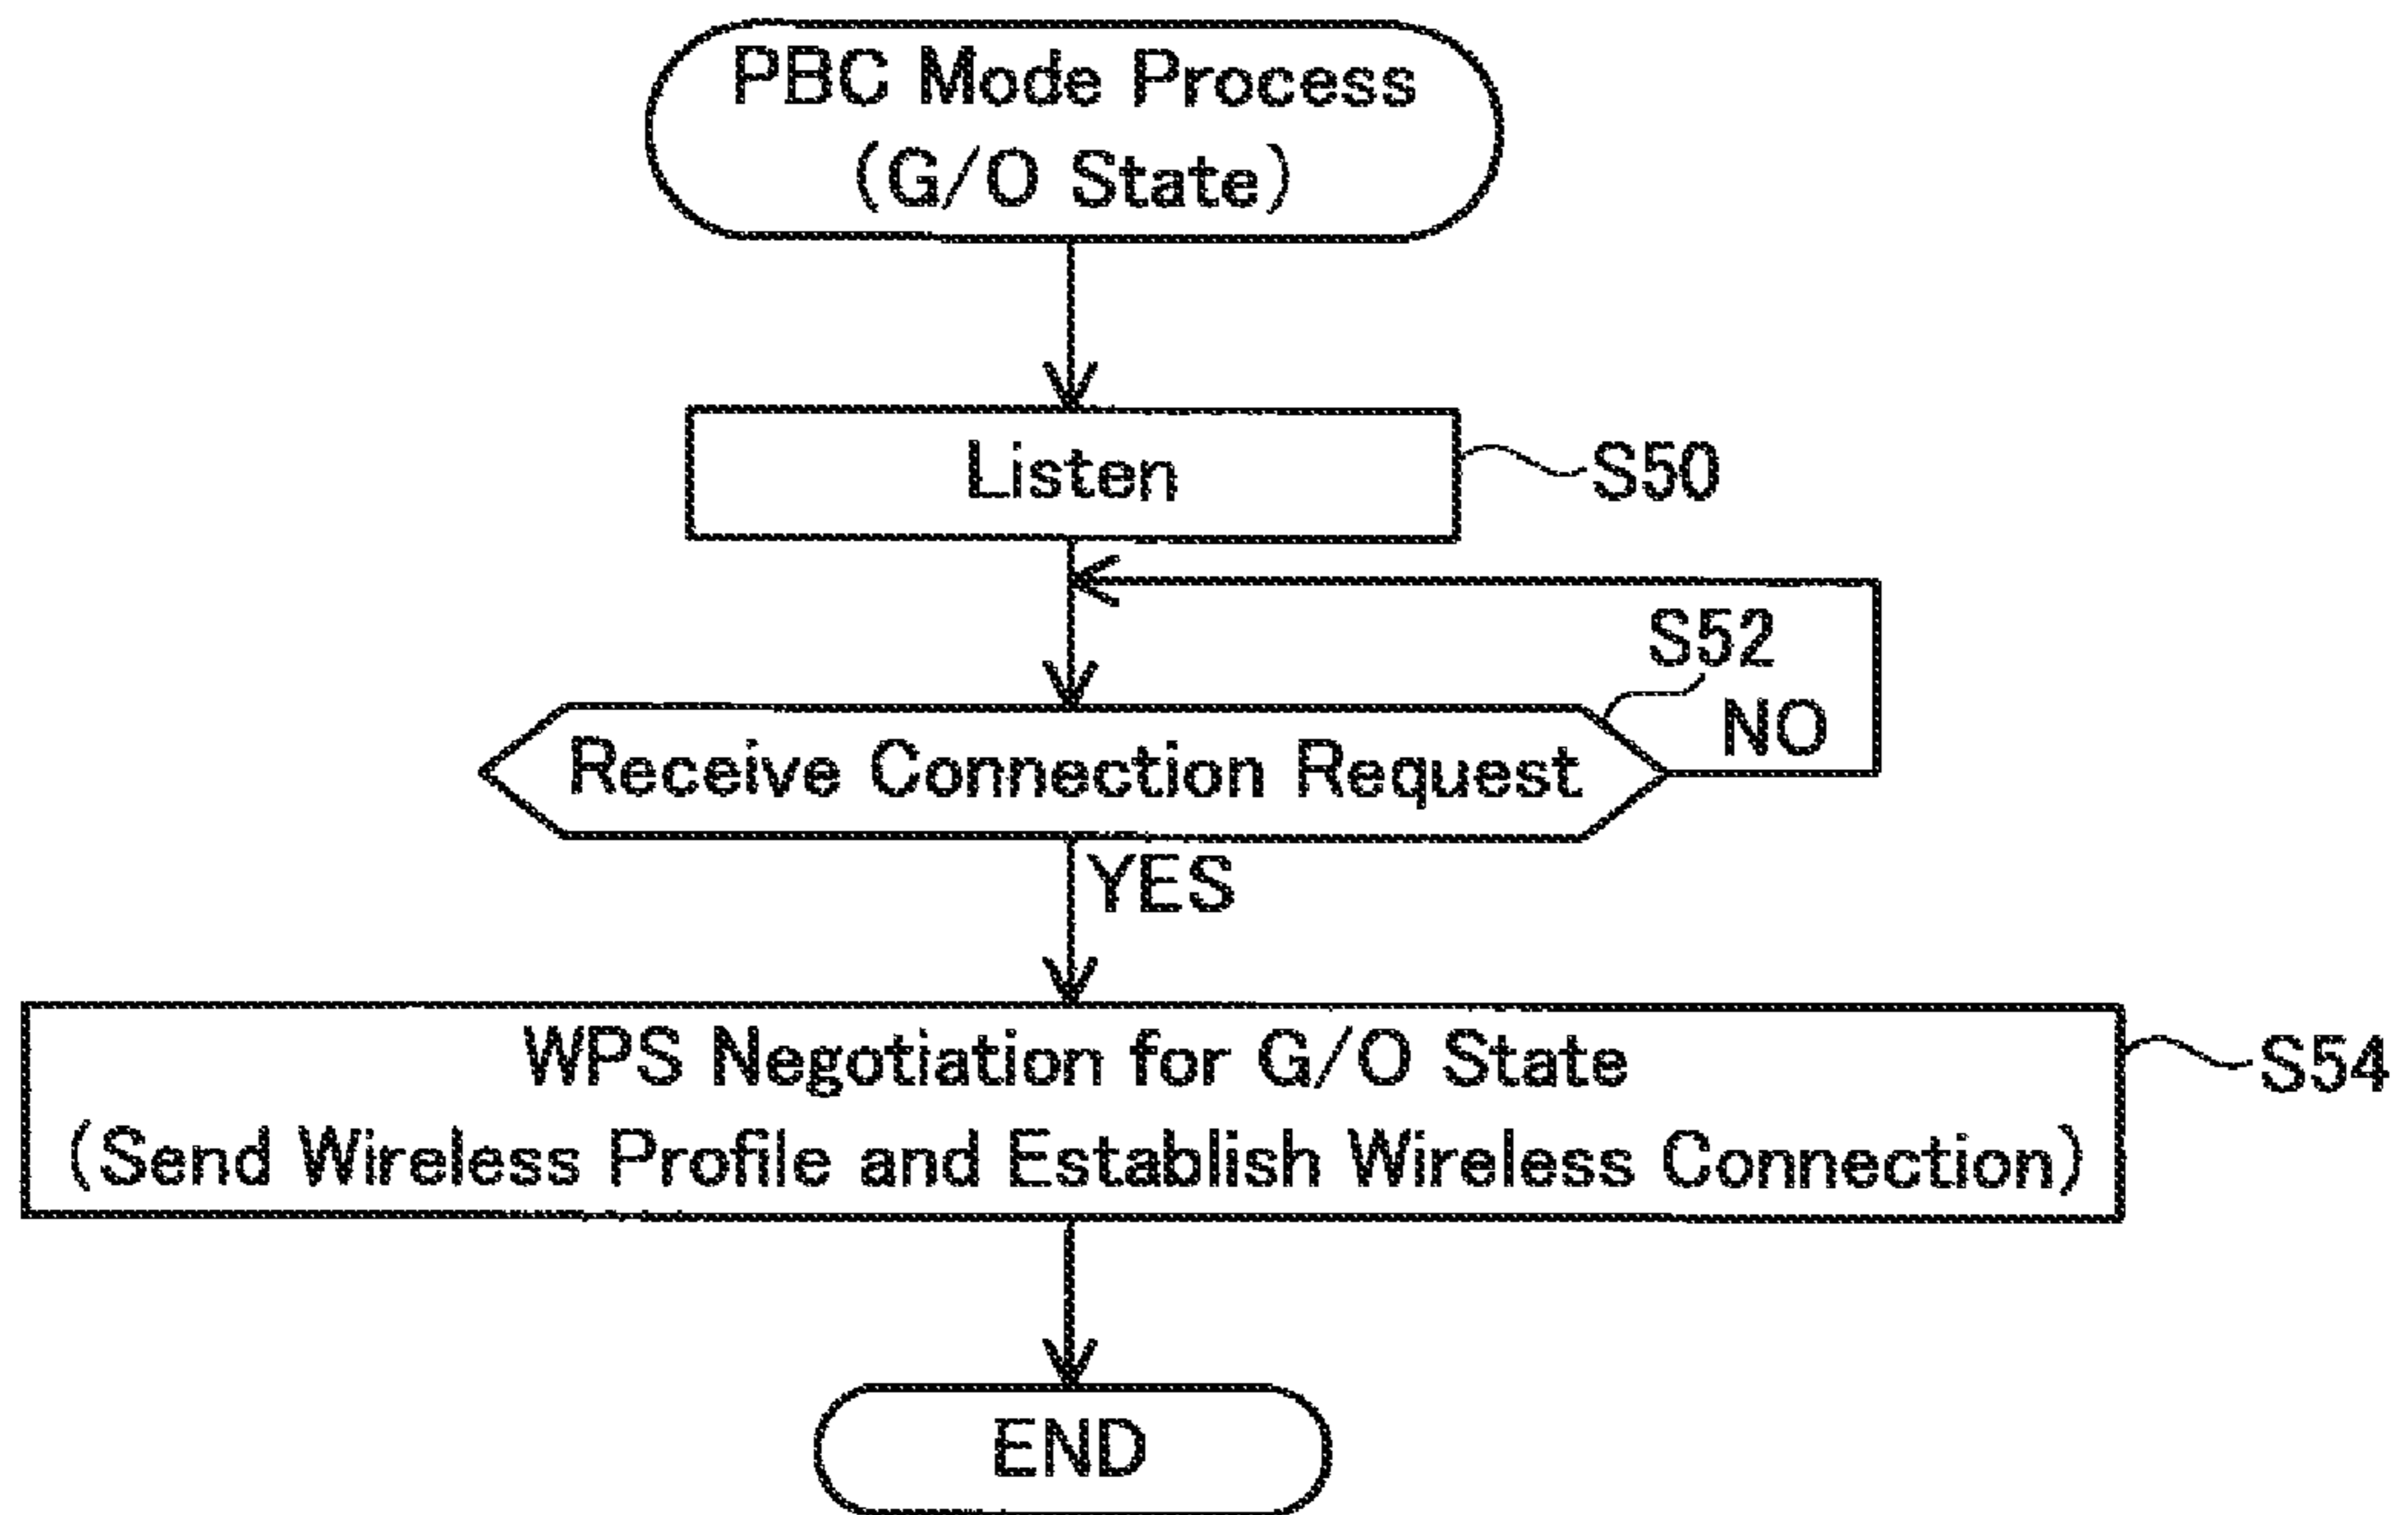 PBC Mode Process
(G/O State)
Listen
S50
S52
NO
Receive Connection Request
YES
WPS Negotiation for G/O State
(Send Wireless Profile and Establish Wireless Connection)
S54
END